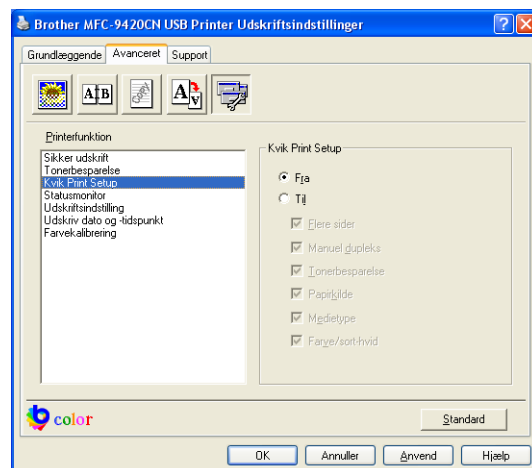 Brother MFC-9420CN USB Printer Udskriftsindstillinger
Grundlæggende Avanceret Support
A B
A A
Printerfunktion
Sikker udskrift
Tonerbesparelse
Kvik Print Setup
Statusmonitor
Udskriftsindstilling
Udskriv dato og -tidspunkt
Farvekalibrering
Kvik Print Setup
Fra
Til
Flere sider
Manuel dupleks
Tonerbesparelse
Papirkilde
Medietype
Farve/sort-hvid
color
Standard
OK Annuller Anvend Hjælp